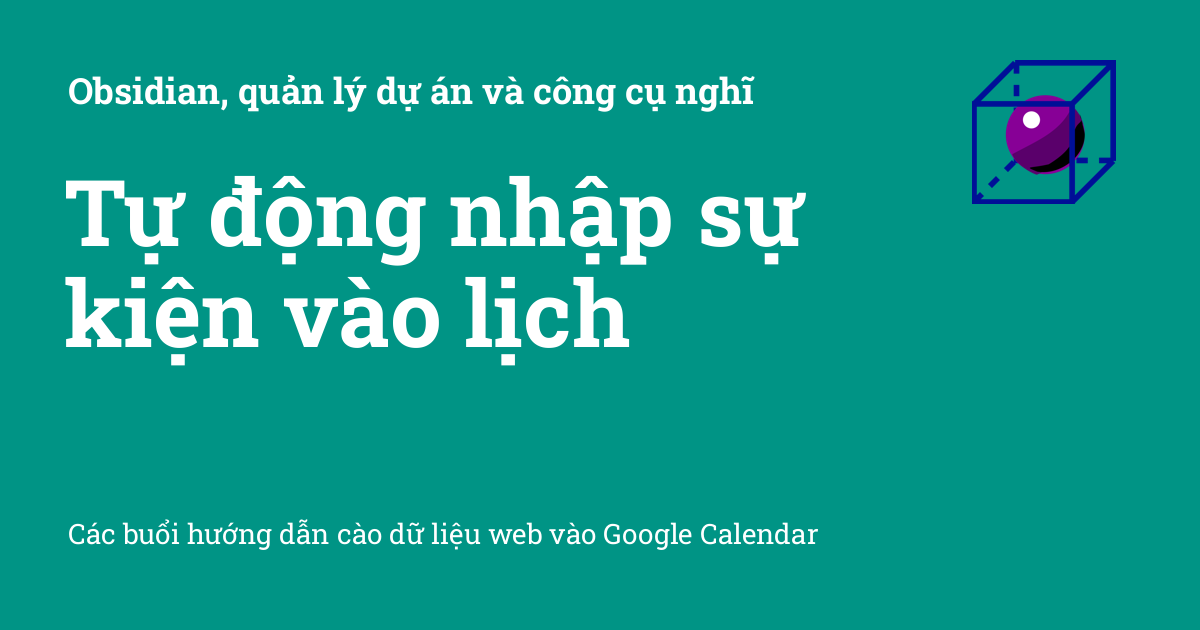 Obsidian, quản lý dự án và công cụ nghĩ
Tự động nhập sự
kiện vào lịch
Các buổi hướng dẫn cào dữ liệu web vào Google Calendar